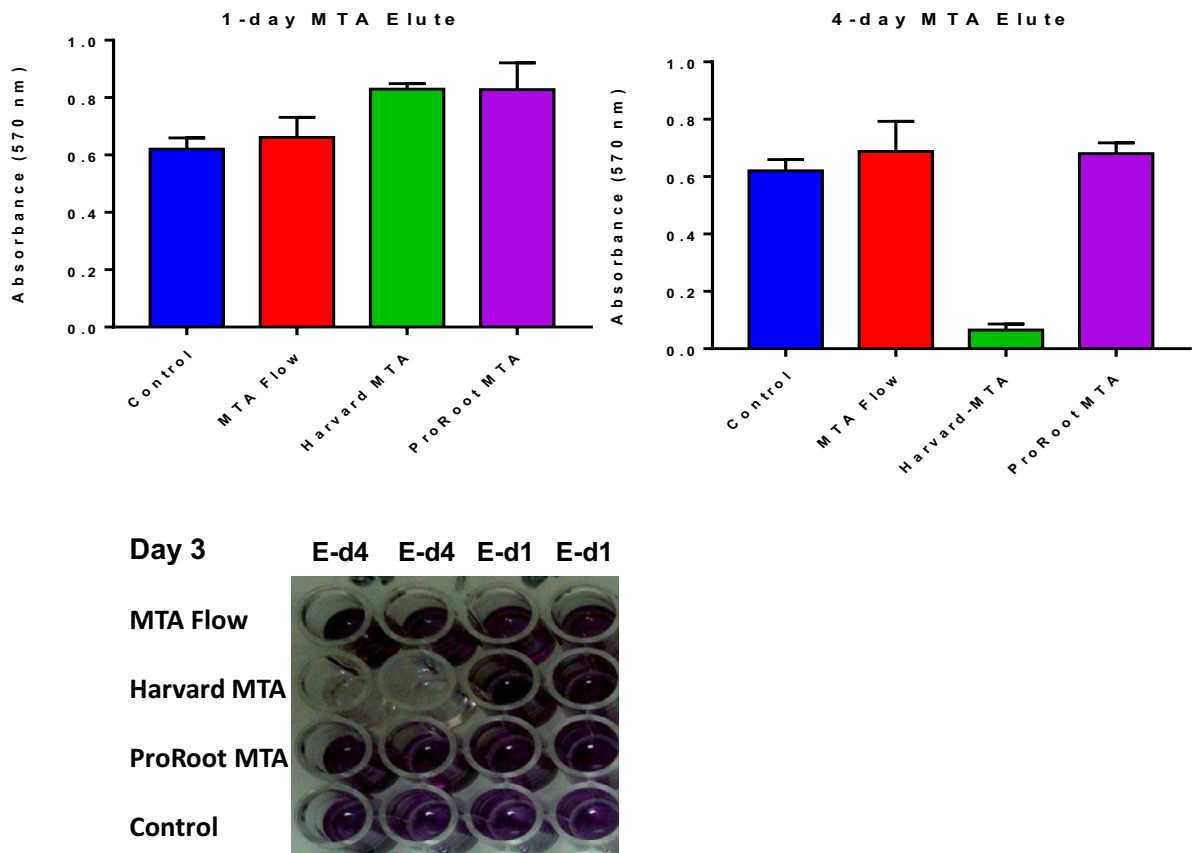 1-day MTA Elute
Absorbance (570 nm)
1.0
0.8
0.6
0.4
0.2
0.0
Control
MTA Flow
Harvard MTA
ProRoot MTA
4-day MTA Elute
Absorbance (570 nm)
1.0
0.8
0.6
0.4
0.2
0.0
Control
MTA Flow
Harvard-MTA
ProRoot MTA
Day 3 E-d4 E-d4 E-d1 E-d1
MTA Flow
Harvard MTA
ProRoot MTA
Control